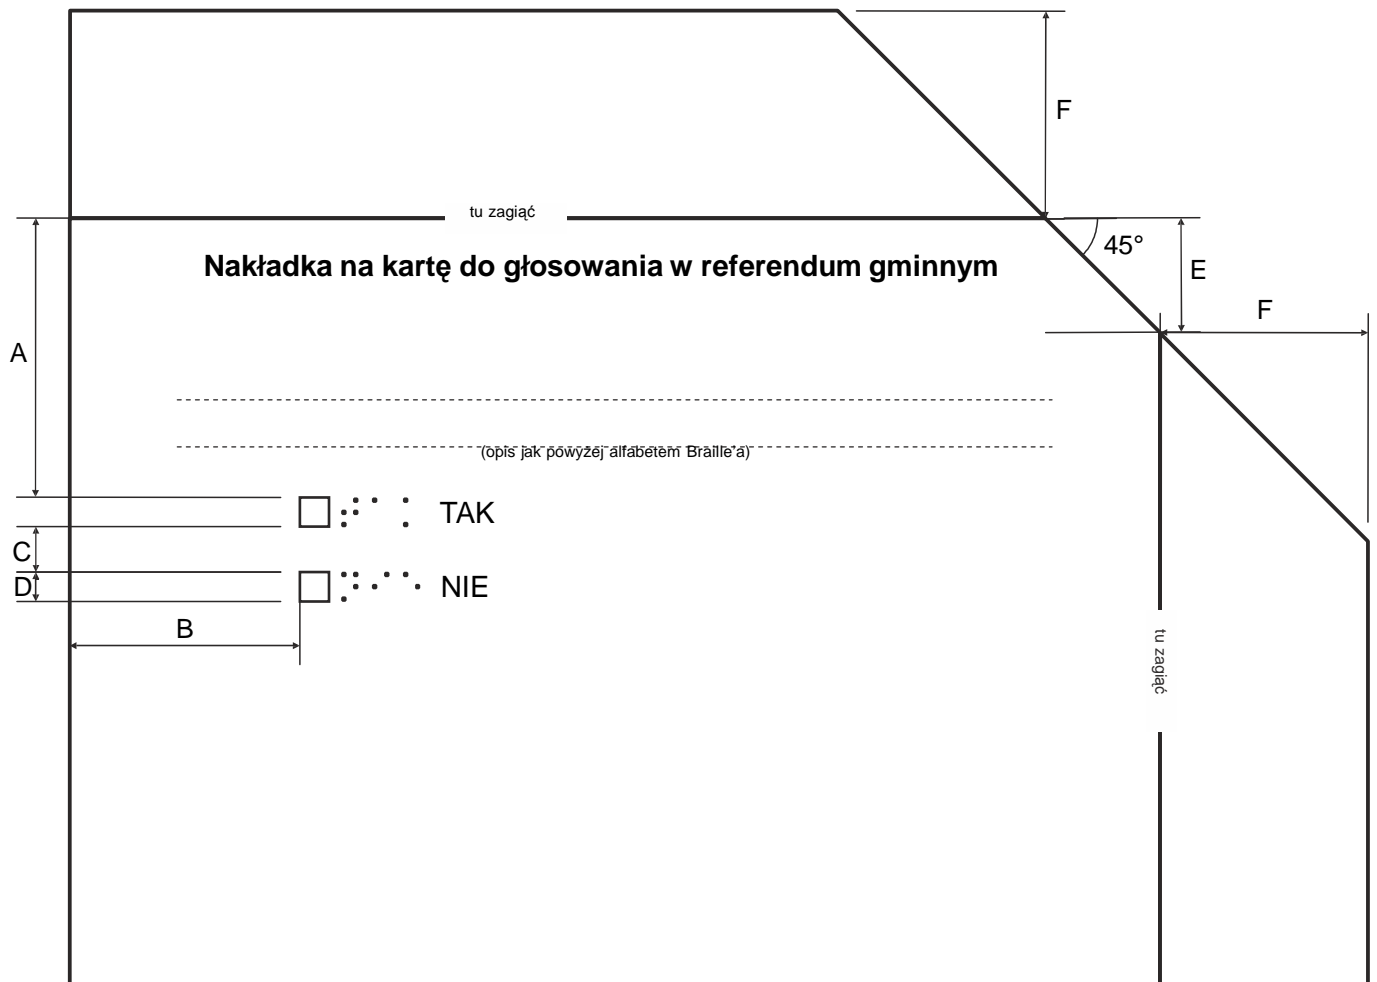 F
tu zagiąć
45°
Nakładka na kartę do głosowania w referendum gminnym
E
F
A
(opis jak powyżej alfabetem Braille'a)
⠞⠁⠅ TAK
C
⠝⠊⠑ NIE
D
B
tu zagiąć